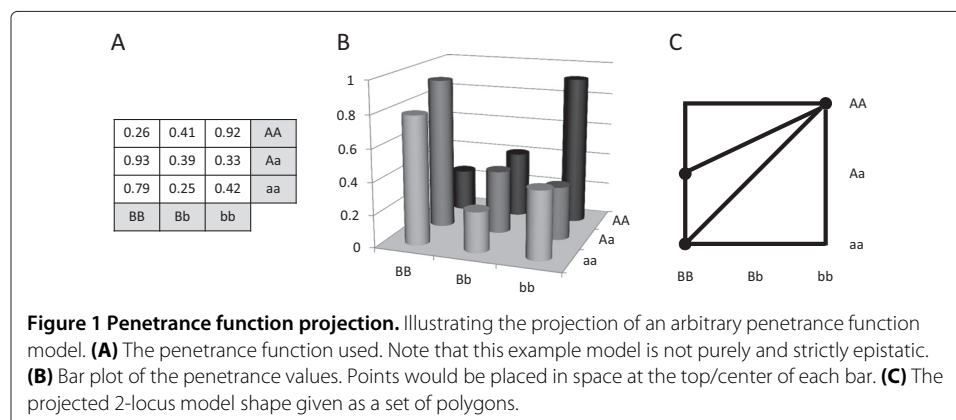 A
B
C
0.26 0.41 0.92 AA
0.93 0.39 0.33 Aa
0.79 0.25 0.42 aa
BB Bb bb
1
0.8
0.6
0.4
0.2
0
BB
Bb
bb
AA
Aa
aa
AA
Aa
aa
BB Bb bb
Figure 1 Penetrance function projection. Illustrating the projection of an arbitrary penetrance function
model. (A) The penetrance function used. Note that this example model is not purely and strictly epistatic.
(B) Bar plot of the penetrance values. Points would be placed in space at the top/center of each bar. (C) The
projected 2-locus model shape given as a set of polygons.